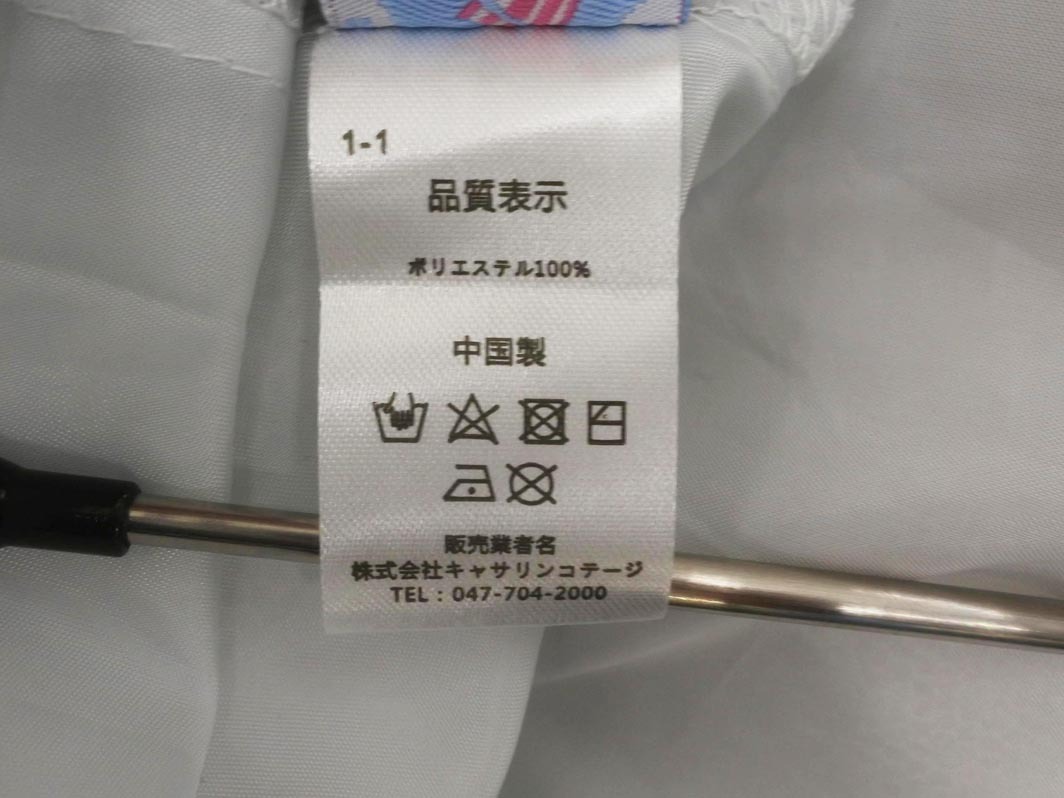 1-1
品質表示
ポリエステル100%
中国製
販売業者名
株式会社キャサリンコテージ
TEL：047-704-2000